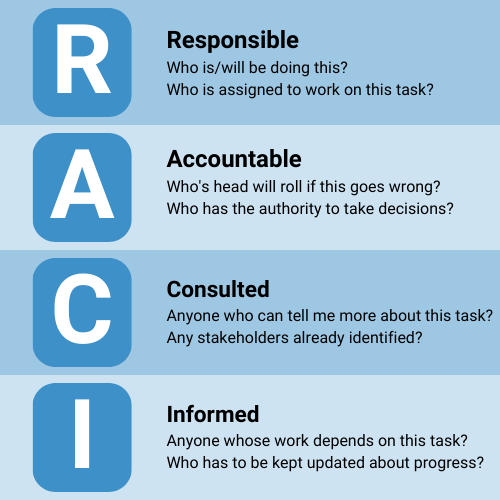 R
Responsible
Who is/will be doing this?
Who is assigned to work on this task?
A
Accountable
Who's head will roll if this goes wrong?
Who has the authority to take decisions?
C
Consulted
Anyone who can tell me more about this task?
Any stakeholders already identified?
I
Informed
Anyone whose work depends on this task?
Who has to be kept updated about progress?